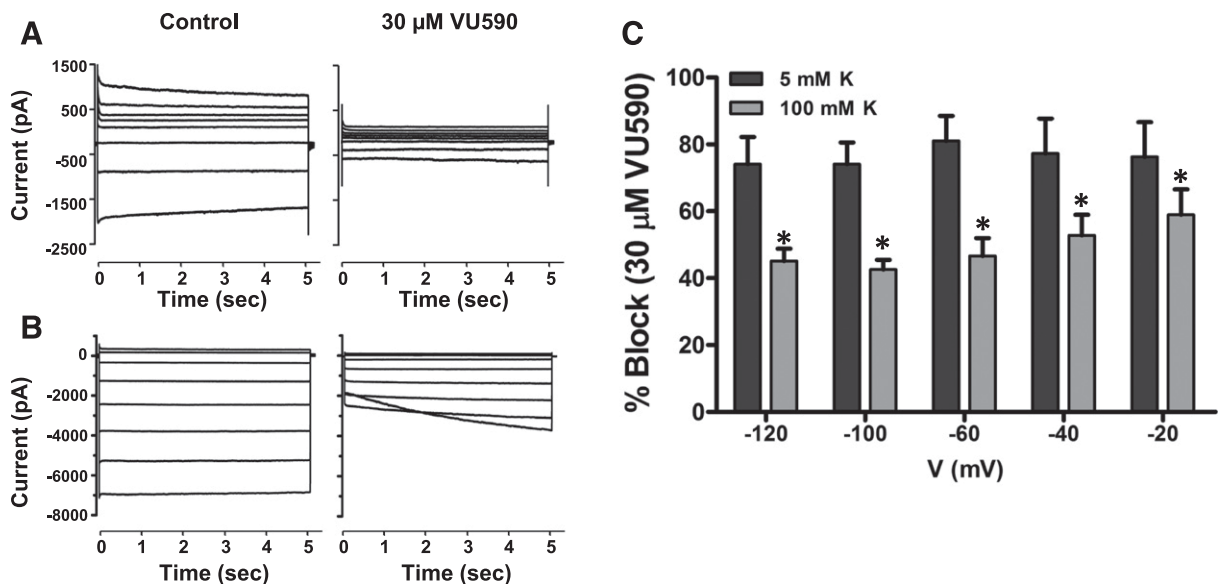 A
Control
30 µM VU590
Current (pA)
1500
500
-500
-1500
-2500
0 1 2 3 4 5
Time (sec)
0 1 2 3 4 5
Time (sec)
B
Current (pA)
0
-2000
-4000
-6000
-8000
0 1 2 3 4 5
Time (sec)
0 1 2 3 4 5
Time (sec)
C
% Block (30 µM VU590)
100
80
60
40
20
0
5 mM K
100 mM K
* * * * *
-120 -100 -60 -40 -20
V (mV)